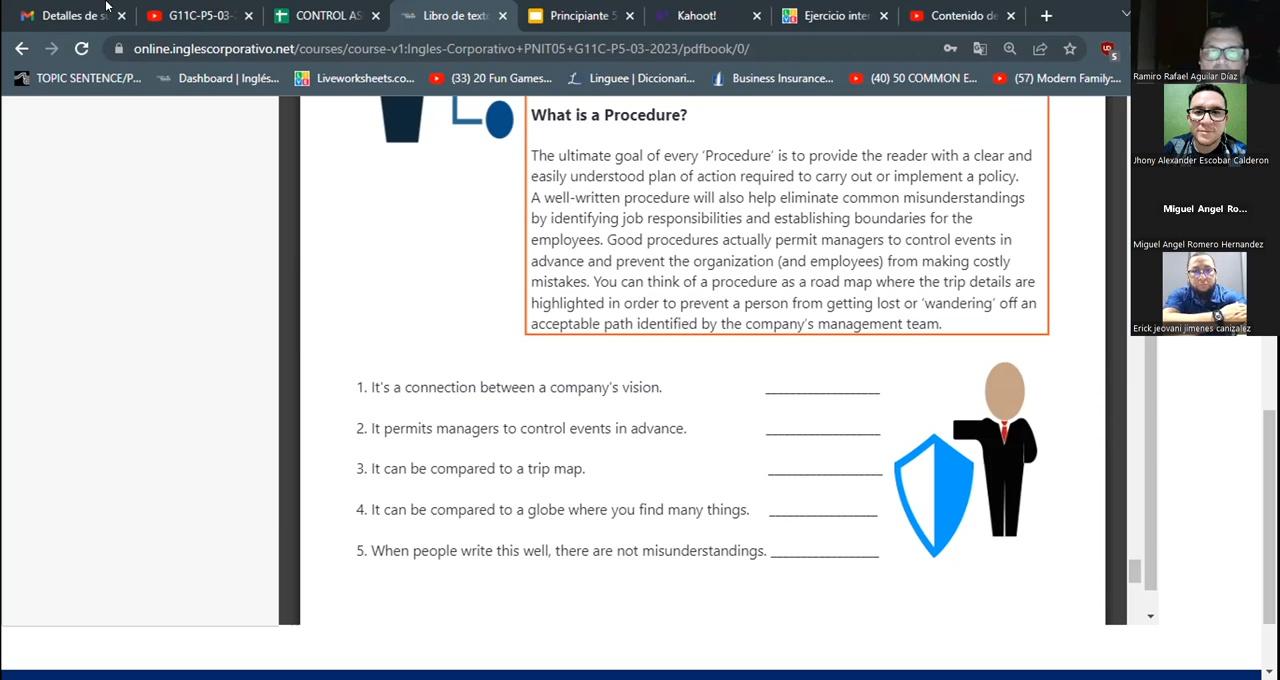 Detalles de su
G11C-P5-03-
CONTROL AS
Libro de texto
Principiante 5
Kahoot!
Ejercicio inter
Contenido de
online.inglescorporativo.net/courses/course-v1:Ingles-Corporativo+PNIT05+G11C-P5-03-2023/pdfbook/0/
5
TOPIC SENTENCE/P...
Dashboard | Inglés...
Liveworksheets.co...
(33) 20 Fun Games...
Linguee | Diccionari...
Business Insurance...
(40) 50 COMMON E...
(57) Modern Family:...
Ramiro Rafael Aguilar Díaz
Jhony Alexander Escobar Calderon
Miguel Angel Ro...
Miguel Angel Romero Hernandez
Erick jeovani jimenes canizalez
What is a Procedure?
The ultimate goal of every 'Procedure' is to provide the reader with a clear and
easily understood plan of action required to carry out or implement a policy.
A well-written procedure will also help eliminate common misunderstandings
by identifying job responsibilities and establishing boundaries for the
employees. Good procedures actually permit managers to control events in
advance and prevent the organization (and employees) from making costly
mistakes. You can think of a procedure as a road map where the trip details are
highlighted in order to prevent a person from getting lost or 'wandering' off an
acceptable path identified by the company's management team.
1. It's a connection between a company's vision. ________________
2. It permits managers to control events in advance. ________________
3. It can be compared to a trip map. ________________
4. It can be compared to a globe where you find many things. ________________
5. When people write this well, there are not misunderstandings. ________________